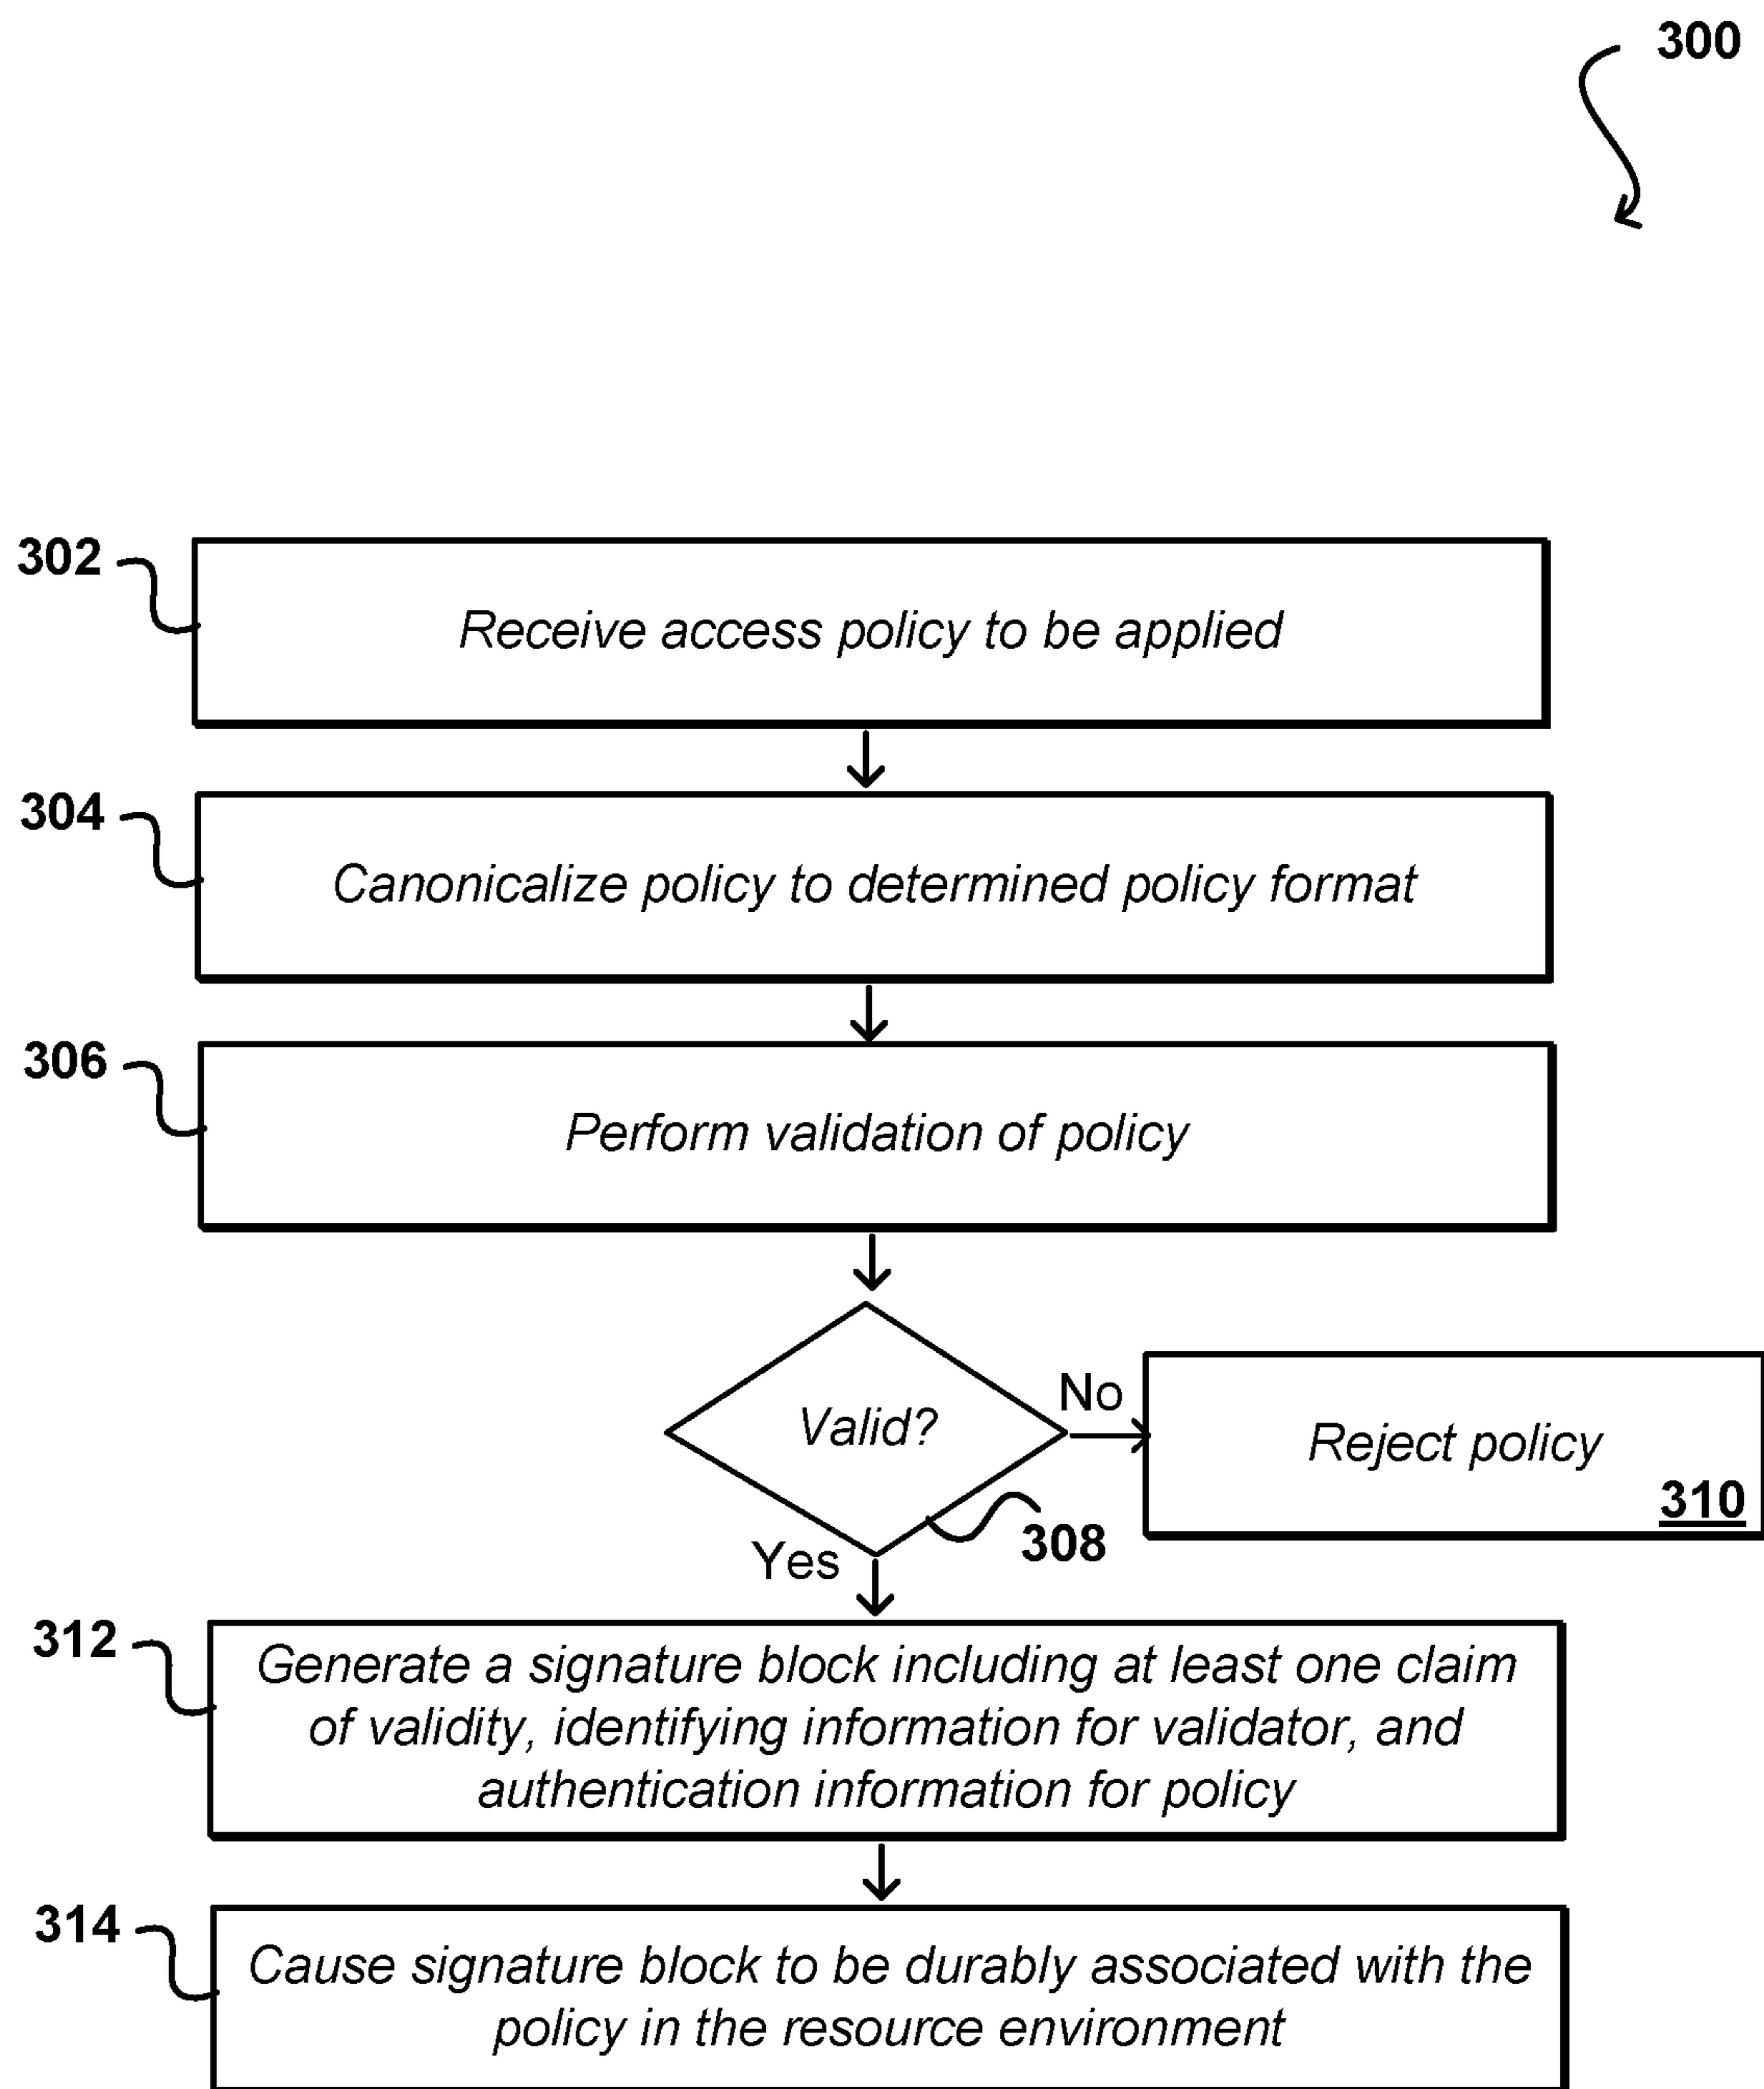 300
302
Receive access policy to be applied
304
Canonicalize policy to determined policy format
306
Perform validation of policy
Valid?
No
Reject policy
310
308
Yes
312
Generate a signature block including at least one claim
of validity, identifying information for validator, and
authentication information for policy
314
Cause signature block to be durably associated with the
policy in the resource environment